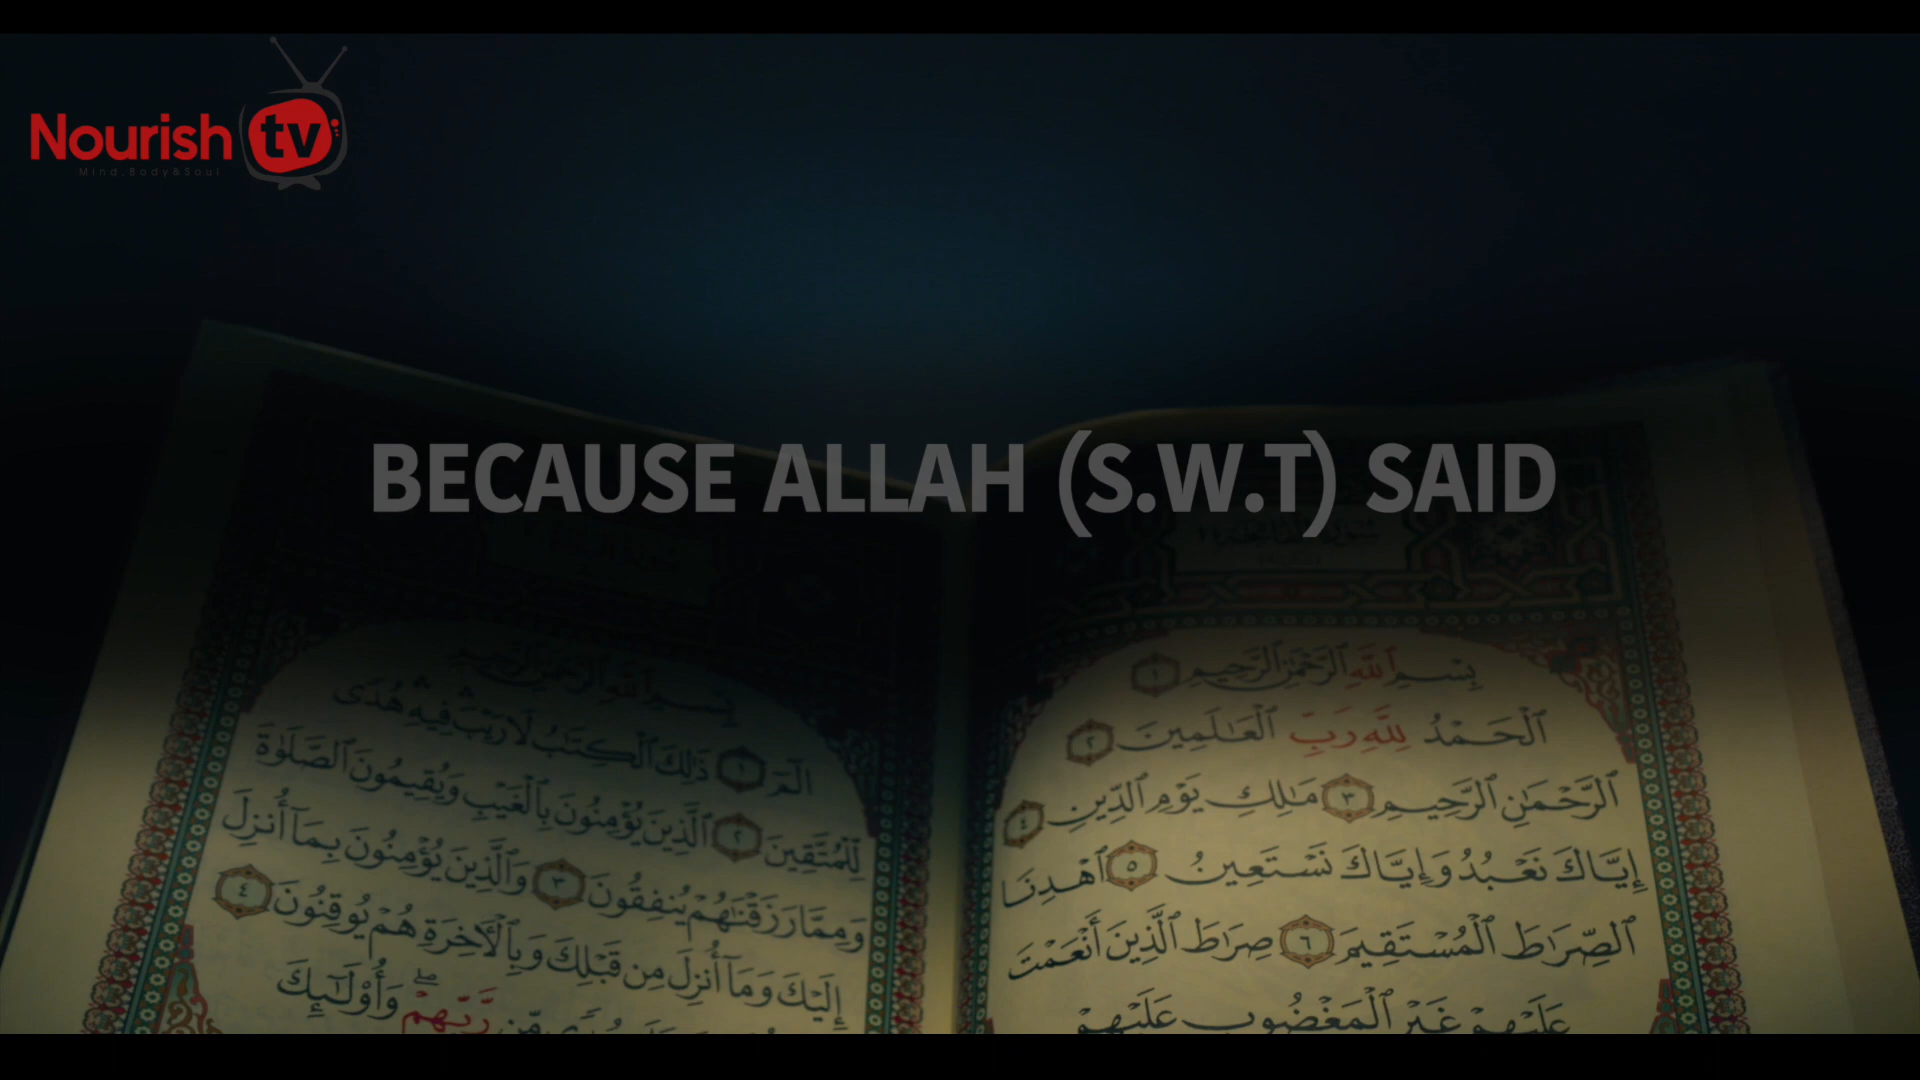 Nourish tv
Mind, Body & Soul
BECAUSE ALLAH (S.W.T) SAID
بِسْمِ ٱللَّهِ ٱلرَّحْمَٰنِ ٱلرَّحِيمِ ١
ٱلْحَمْدُ لِلَّهِ رَبِّ ٱلْعَٰلَمِينَ ٢
ٱلرَّحْمَٰنِ ٱلرَّحِيمِ ٣ مَٰلِكِ يَوْمِ ٱلدِّينِ ٤
إِيَّاكَ نَعْبُدُ وَإِيَّاكَ نَسْتَعِينُ ٥ ٱهْدِنَا
ٱلصِّرَٰطَ ٱلْمُسْتَقِيمَ ٦ صِرَٰطَ ٱلَّذِينَ أَنْعَمْتَ
عَلَيْهِمْ غَيْرِ ٱلْمَغْضُوبِ عَلَيْهِمْ
بِسْمِ ٱللَّهِ ٱلرَّحْمَٰنِ ٱلرَّحِيمِ
الٓمٓ ١ ذَٰلِكَ ٱلْكِتَٰبُ لَا رَيْبَ ۛ فِيهِ ۛ هُدًى
لِّلْمُتَّقِينَ ٢ ٱلَّذِينَ يُؤْمِنُونَ بِٱلْغَيْبِ وَيُقِيمُونَ ٱلصَّلَوٰةَ
وَمِمَّا رَزَقْنَٰهُمْ يُنفِقُونَ ٣ وَٱلَّذِينَ يُؤْمِنُونَ بِمَآ أُنزِلَ
إِلَيْكَ وَمَآ أُنزِلَ مِن قَبْلِكَ وَبِٱلْءَاخِرَةِ هُمْ يُوقِنُونَ ٤
مِّن رَّبِّهِمْ ۖ وَأُو۟لَٰٓئِكَ